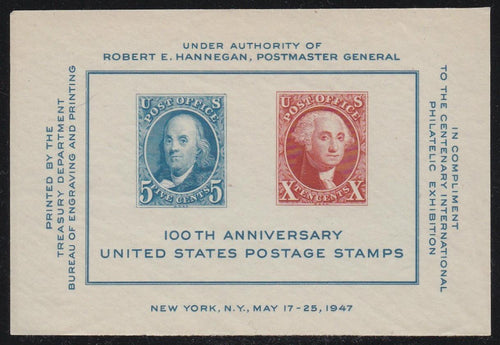 UNDER AUTHORITY OF
ROBERT E. HANNEGAN, POSTMASTER GENERAL
PRINTED BY THE
TREASURY DEPARTMENT
BUREAU OF ENGRAVING AND PRINTING
U S
POST OFFICE
5 FIVE CENTS 5
U S
POST OFFICE
X TEN CENTS X
100TH ANNIVERSARY
UNITED STATES POSTAGE STAMPS
IN COMPLIMENT
TO THE CENTENARY INTERNATIONAL
PHILATELIC EXHIBITION
NEW YORK, N.Y., MAY 17-25, 1947